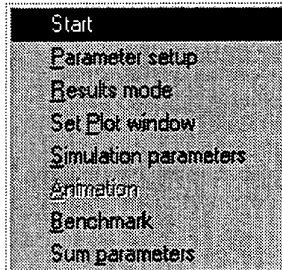 Start
Parameter setup
Results mode
Set Plot window
Simulation parameters
Animation
Benchmark
Sum parameters